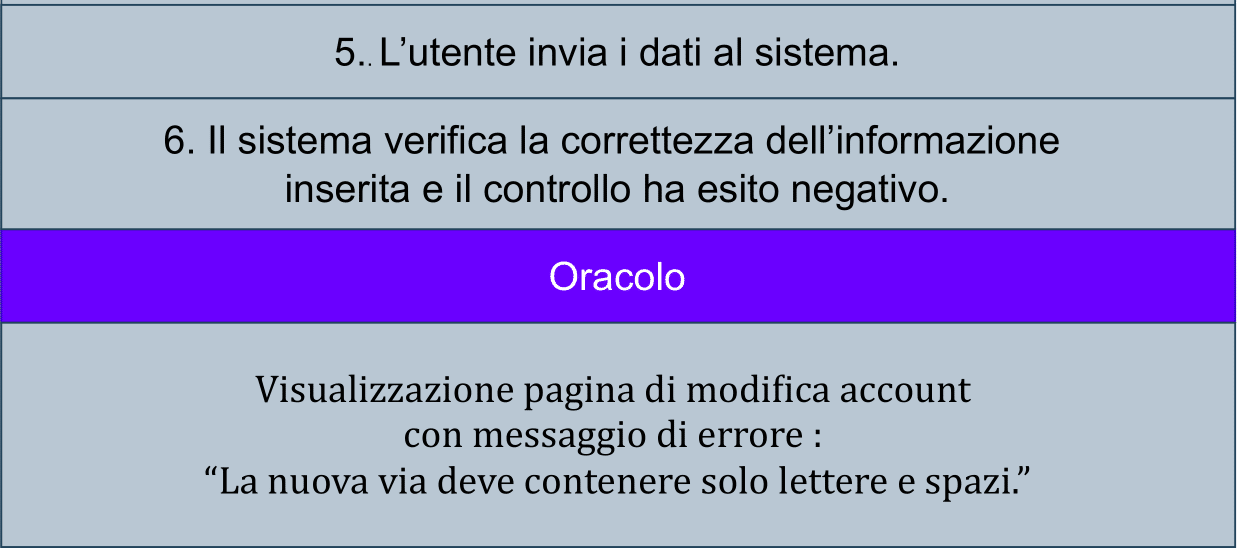 5.. L’utente invia i dati al sistema.
6. Il sistema verifica la correttezza dell’informazione
inserita e il controllo ha esito negativo.
Oracolo
Visualizzazione pagina di modifica account
con messaggio di errore :
“La nuova via deve contenere solo lettere e spazi.”